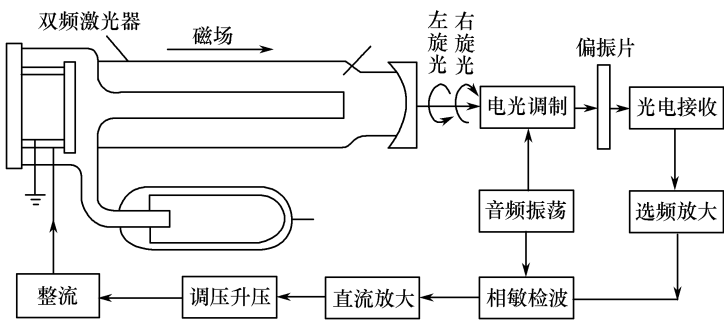 双频激光器
磁场
左旋光
右旋光
偏振片
电光调制
光电接收
音频振荡
选频放大
整流
调压升压
直流放大
相敏检波